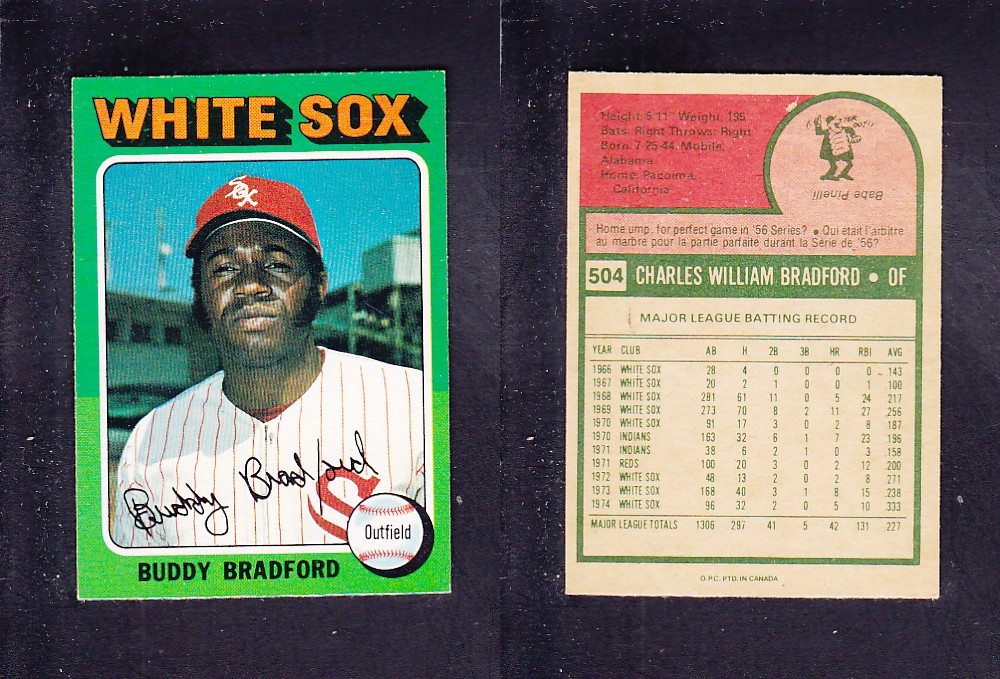 WHITE SOX
Sox
Buddy Bradford
Outfield
BUDDY BRADFORD
Height: 5-11 Weight: 195
Bats: Right Throws: Right
Born: 7-25-44, Mobile,
Alabama
Home: Pacoima,
California
Babe Pinelli
Home ump. for perfect game in '56 Series? ● Qui était l'arbitre
au marbre pour la partie parfaite durant la Série de '56?
504 CHARLES WILLIAM BRADFORD • OF
MAJOR LEAGUE BATTING RECORD
YEAR CLUB AB H 2B 3B HR RBI AVG
1966 WHITE SOX 28 4 0 0 0 0 .143
1967 WHITE SOX 20 2 1 0 0 1 .100
1968 WHITE SOX 281 61 11 0 5 24 .217
1969 WHITE SOX 273 70 8 2 11 27 .256
1970 WHITE SOX 91 17 3 0 2 8 .187
1970 INDIANS 163 32 6 1 7 23 .196
1971 INDIANS 38 6 2 1 0 3 .158
1971 REDS 100 20 3 0 2 12 .200
1972 WHITE SOX 48 13 2 0 2 8 .271
1973 WHITE SOX 168 40 3 1 8 15 .238
1974 WHITE SOX 96 32 2 0 5 10 .333
MAJOR LEAGUE TOTALS 1306 297 41 5 42 131 .227
O.P.C. PTD. IN CANADA